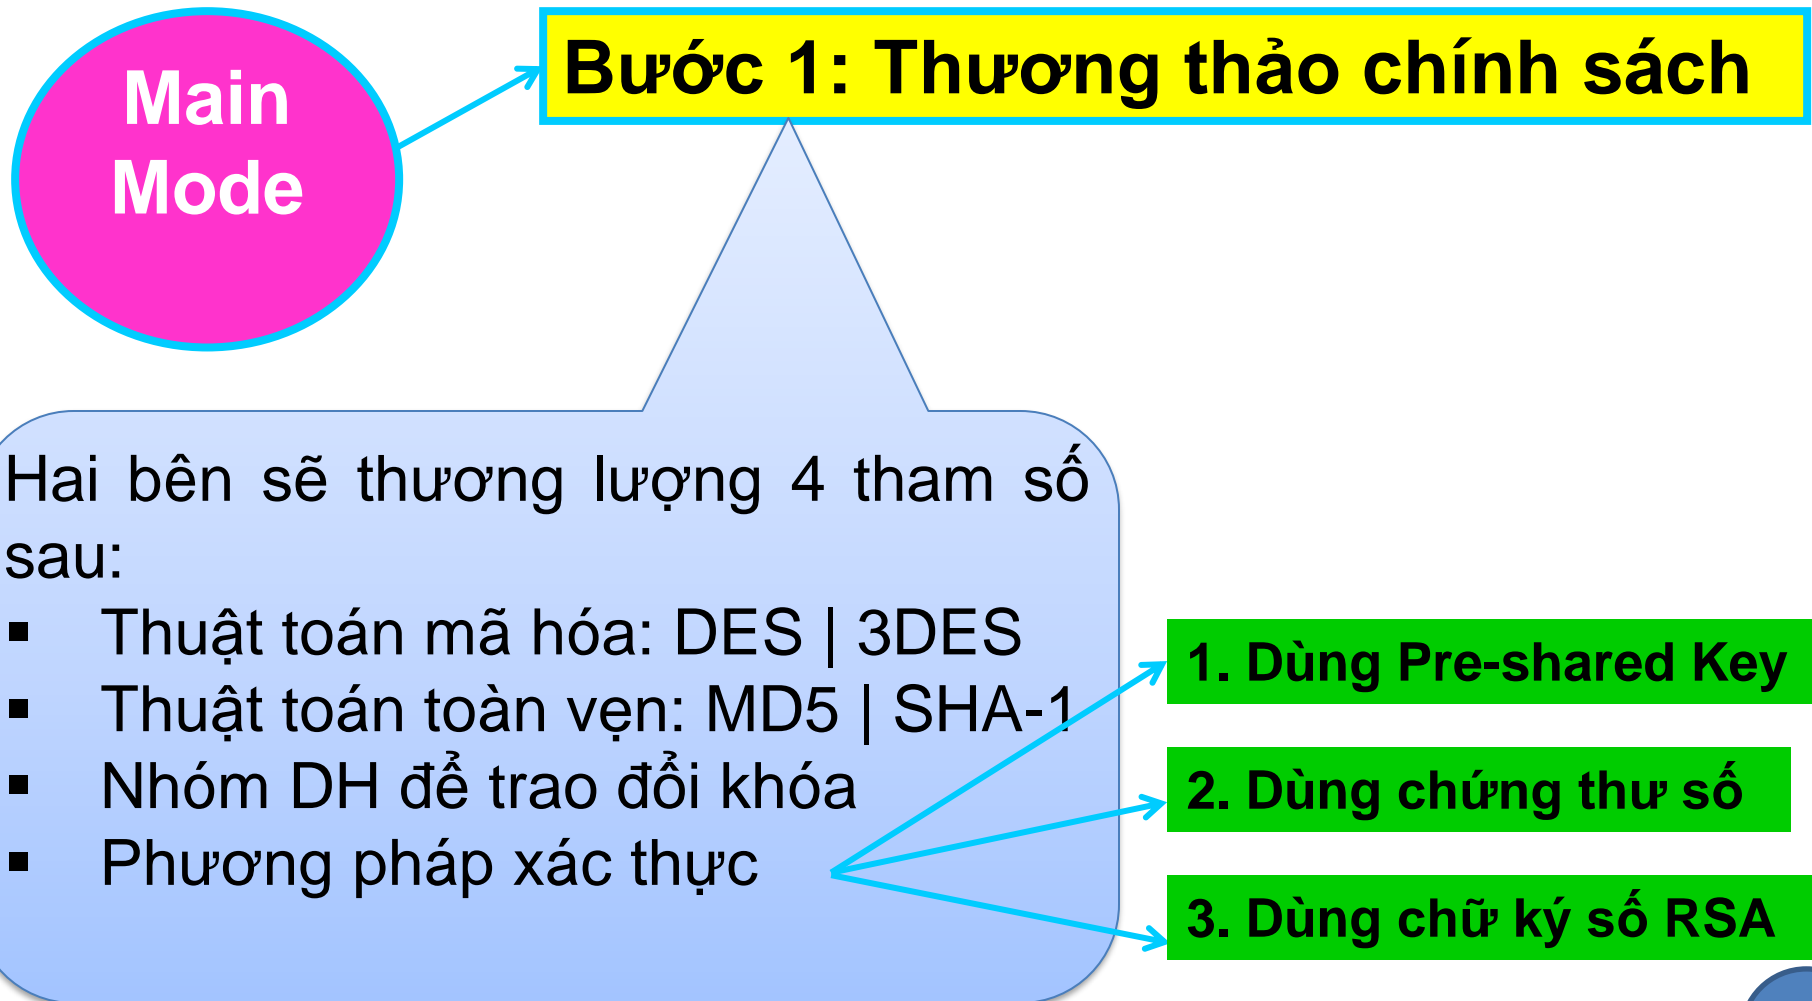 Main
Mode
Bước 1: Thương thảo chính sách
Hai bên sẽ thương lượng 4 tham số
sau:
▪ Thuật toán mã hóa: DES | 3DES
▪ Thuật toán toàn vẹn: MD5 | SHA-1
▪ Nhóm DH để trao đổi khóa
▪ Phương pháp xác thực
1. Dùng Pre-shared Key
2. Dùng chứng thư số
3. Dùng chữ ký số RSA